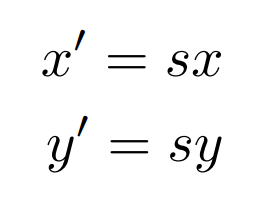 x′ = sx
y′ = sy